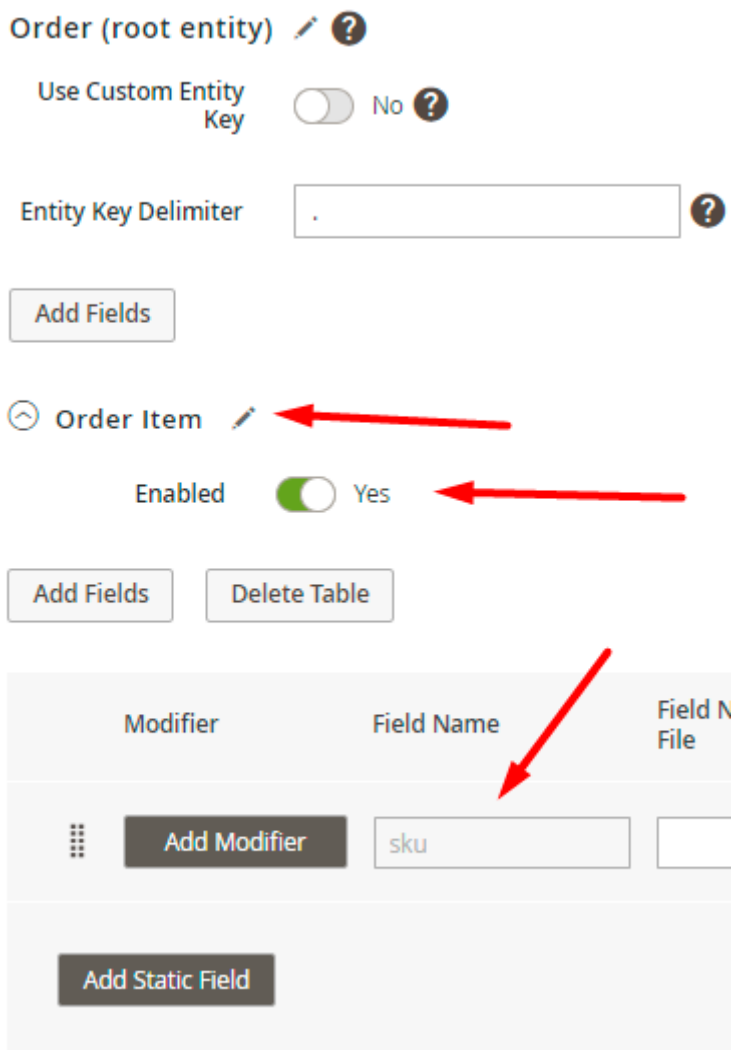 Order (root entity) ?
Use Custom Entity
Key
No ?
Entity Key Delimiter
. ?
Add Fields
Order Item
Enabled
Yes
Add Fields Delete Table
Modifier Field Name
Field N
File
Add Modifier sku
Add Static Field